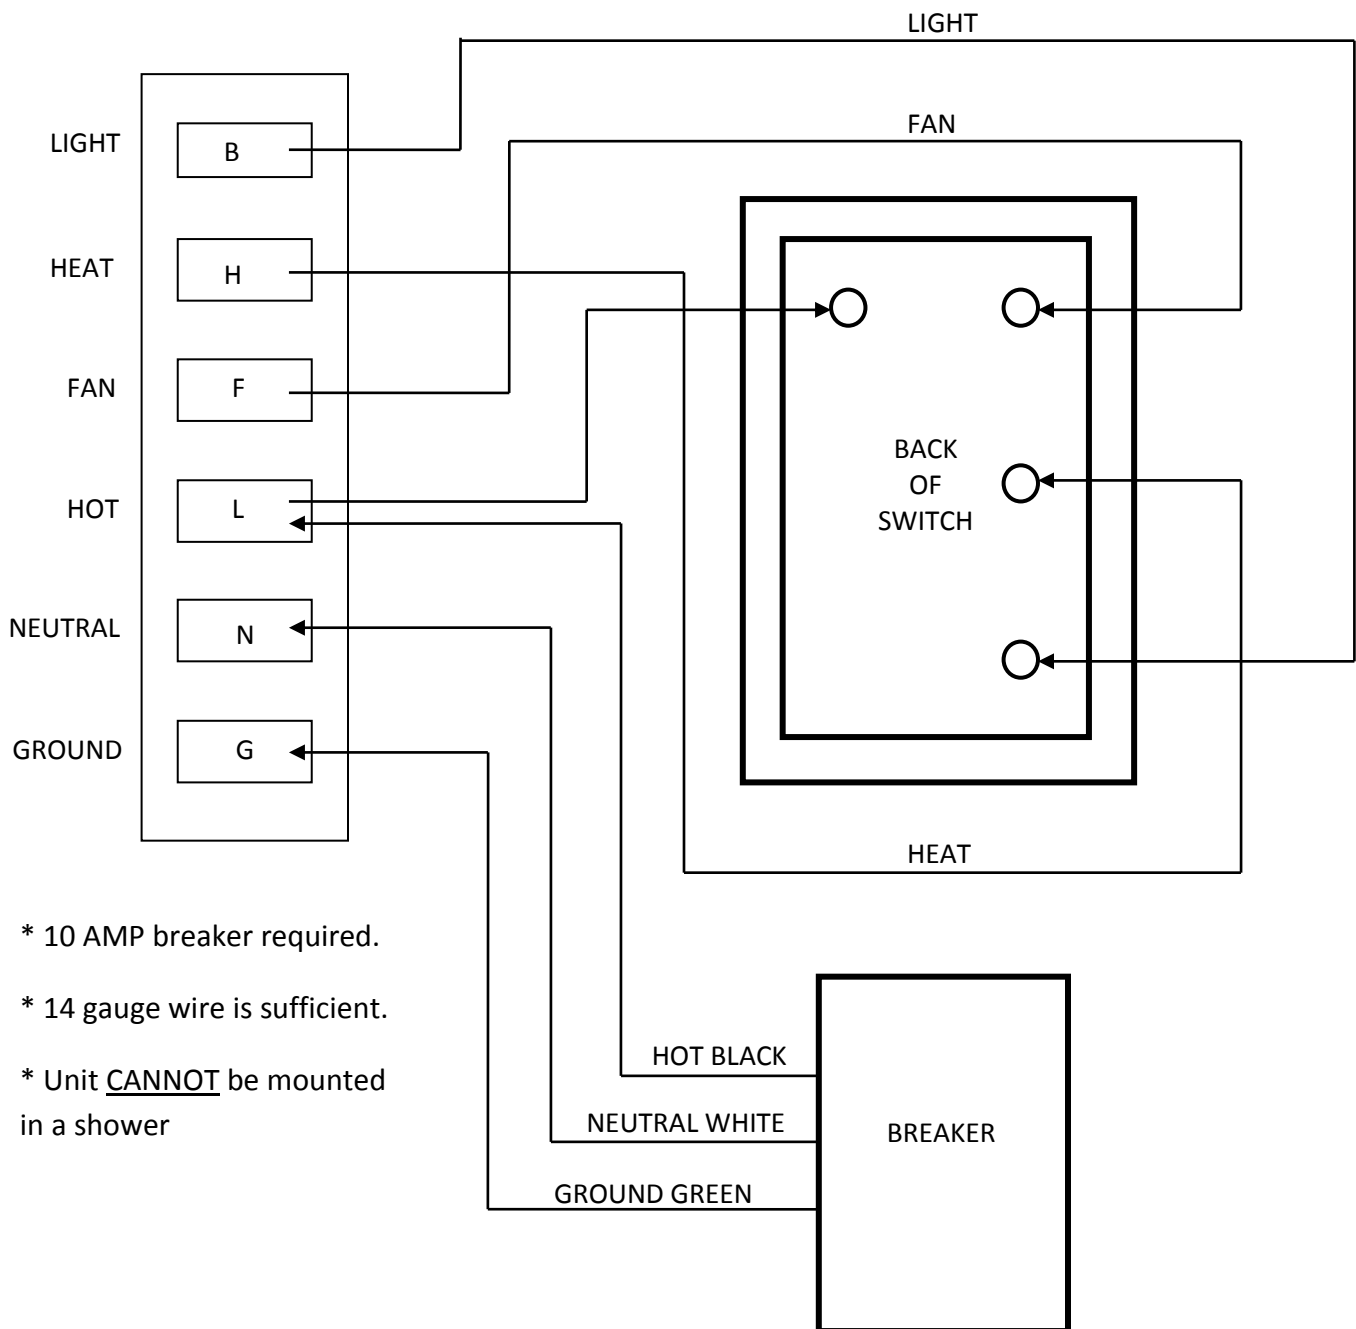 LIGHT
FAN
LIGHT
B
HEAT
H
FAN
F
HOT
L
NEUTRAL
N
GROUND
G
BACK
OF
SWITCH
HEAT
* 10 AMP breaker required.
* 14 gauge wire is sufficient.
* Unit CANNOT be mounted
in a shower
HOT BLACK
NEUTRAL WHITE
GROUND GREEN
BREAKER